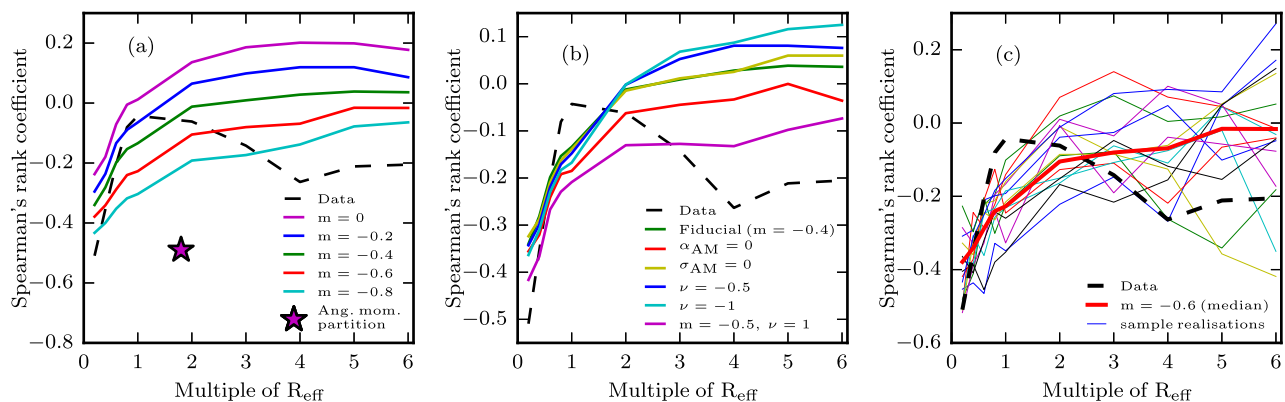 (a)
0.2
0.0
−0.2
−0.4
−0.6
−0.8
Spearman's rank coefficient
0 1 2 3 4 5 6
Multiple of R_eff
Data
m = 0
m = −0.2
m = −0.4
m = −0.6
m = −0.8
Ang. mom.
partition
(b)
0.1
0.0
−0.1
−0.2
−0.3
−0.4
−0.5
Spearman's rank coefficient
0 1 2 3 4 5 6
Multiple of R_eff
Data
Fiducial (m = −0.4)
α_AM = 0
σ_AM = 0
ν = −0.5
ν = −1
m = −0.5, ν = 1
(c)
0.2
0.0
−0.2
−0.4
−0.6
Spearman's rank coefficient
0 1 2 3 4 5 6
Multiple of R_eff
Data
m = −0.6 (median)
sample realisations